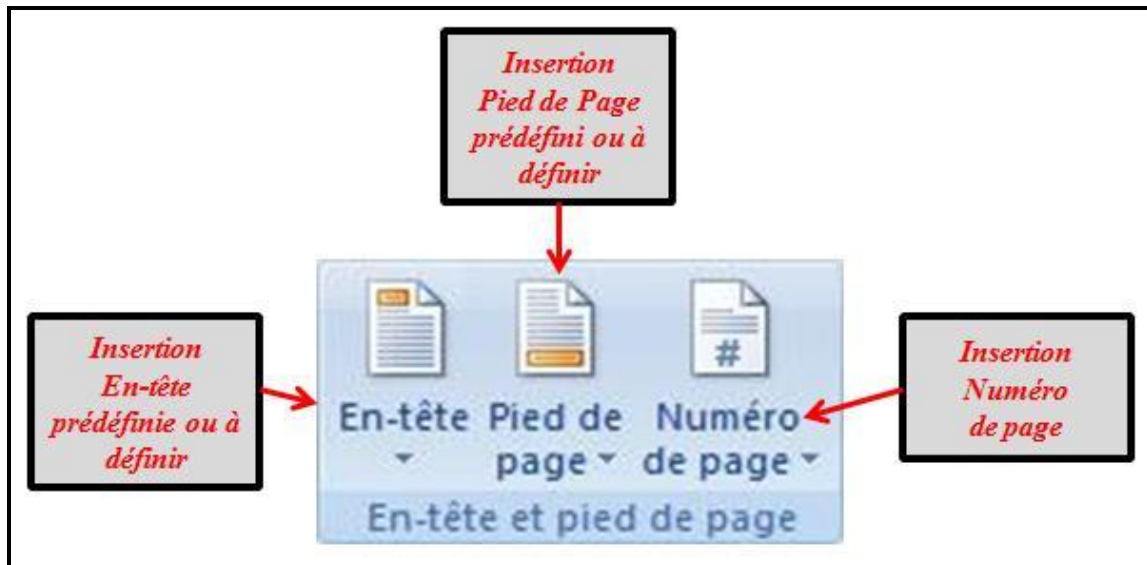 Insertion
Pied de Page
prédéfini ou à
définir
Insertion
En-tête
prédéfinie ou à
définir
En-tête
Pied de
page
Numéro
de page
#
En-tête et pied de page
Insertion
Numéro
de page